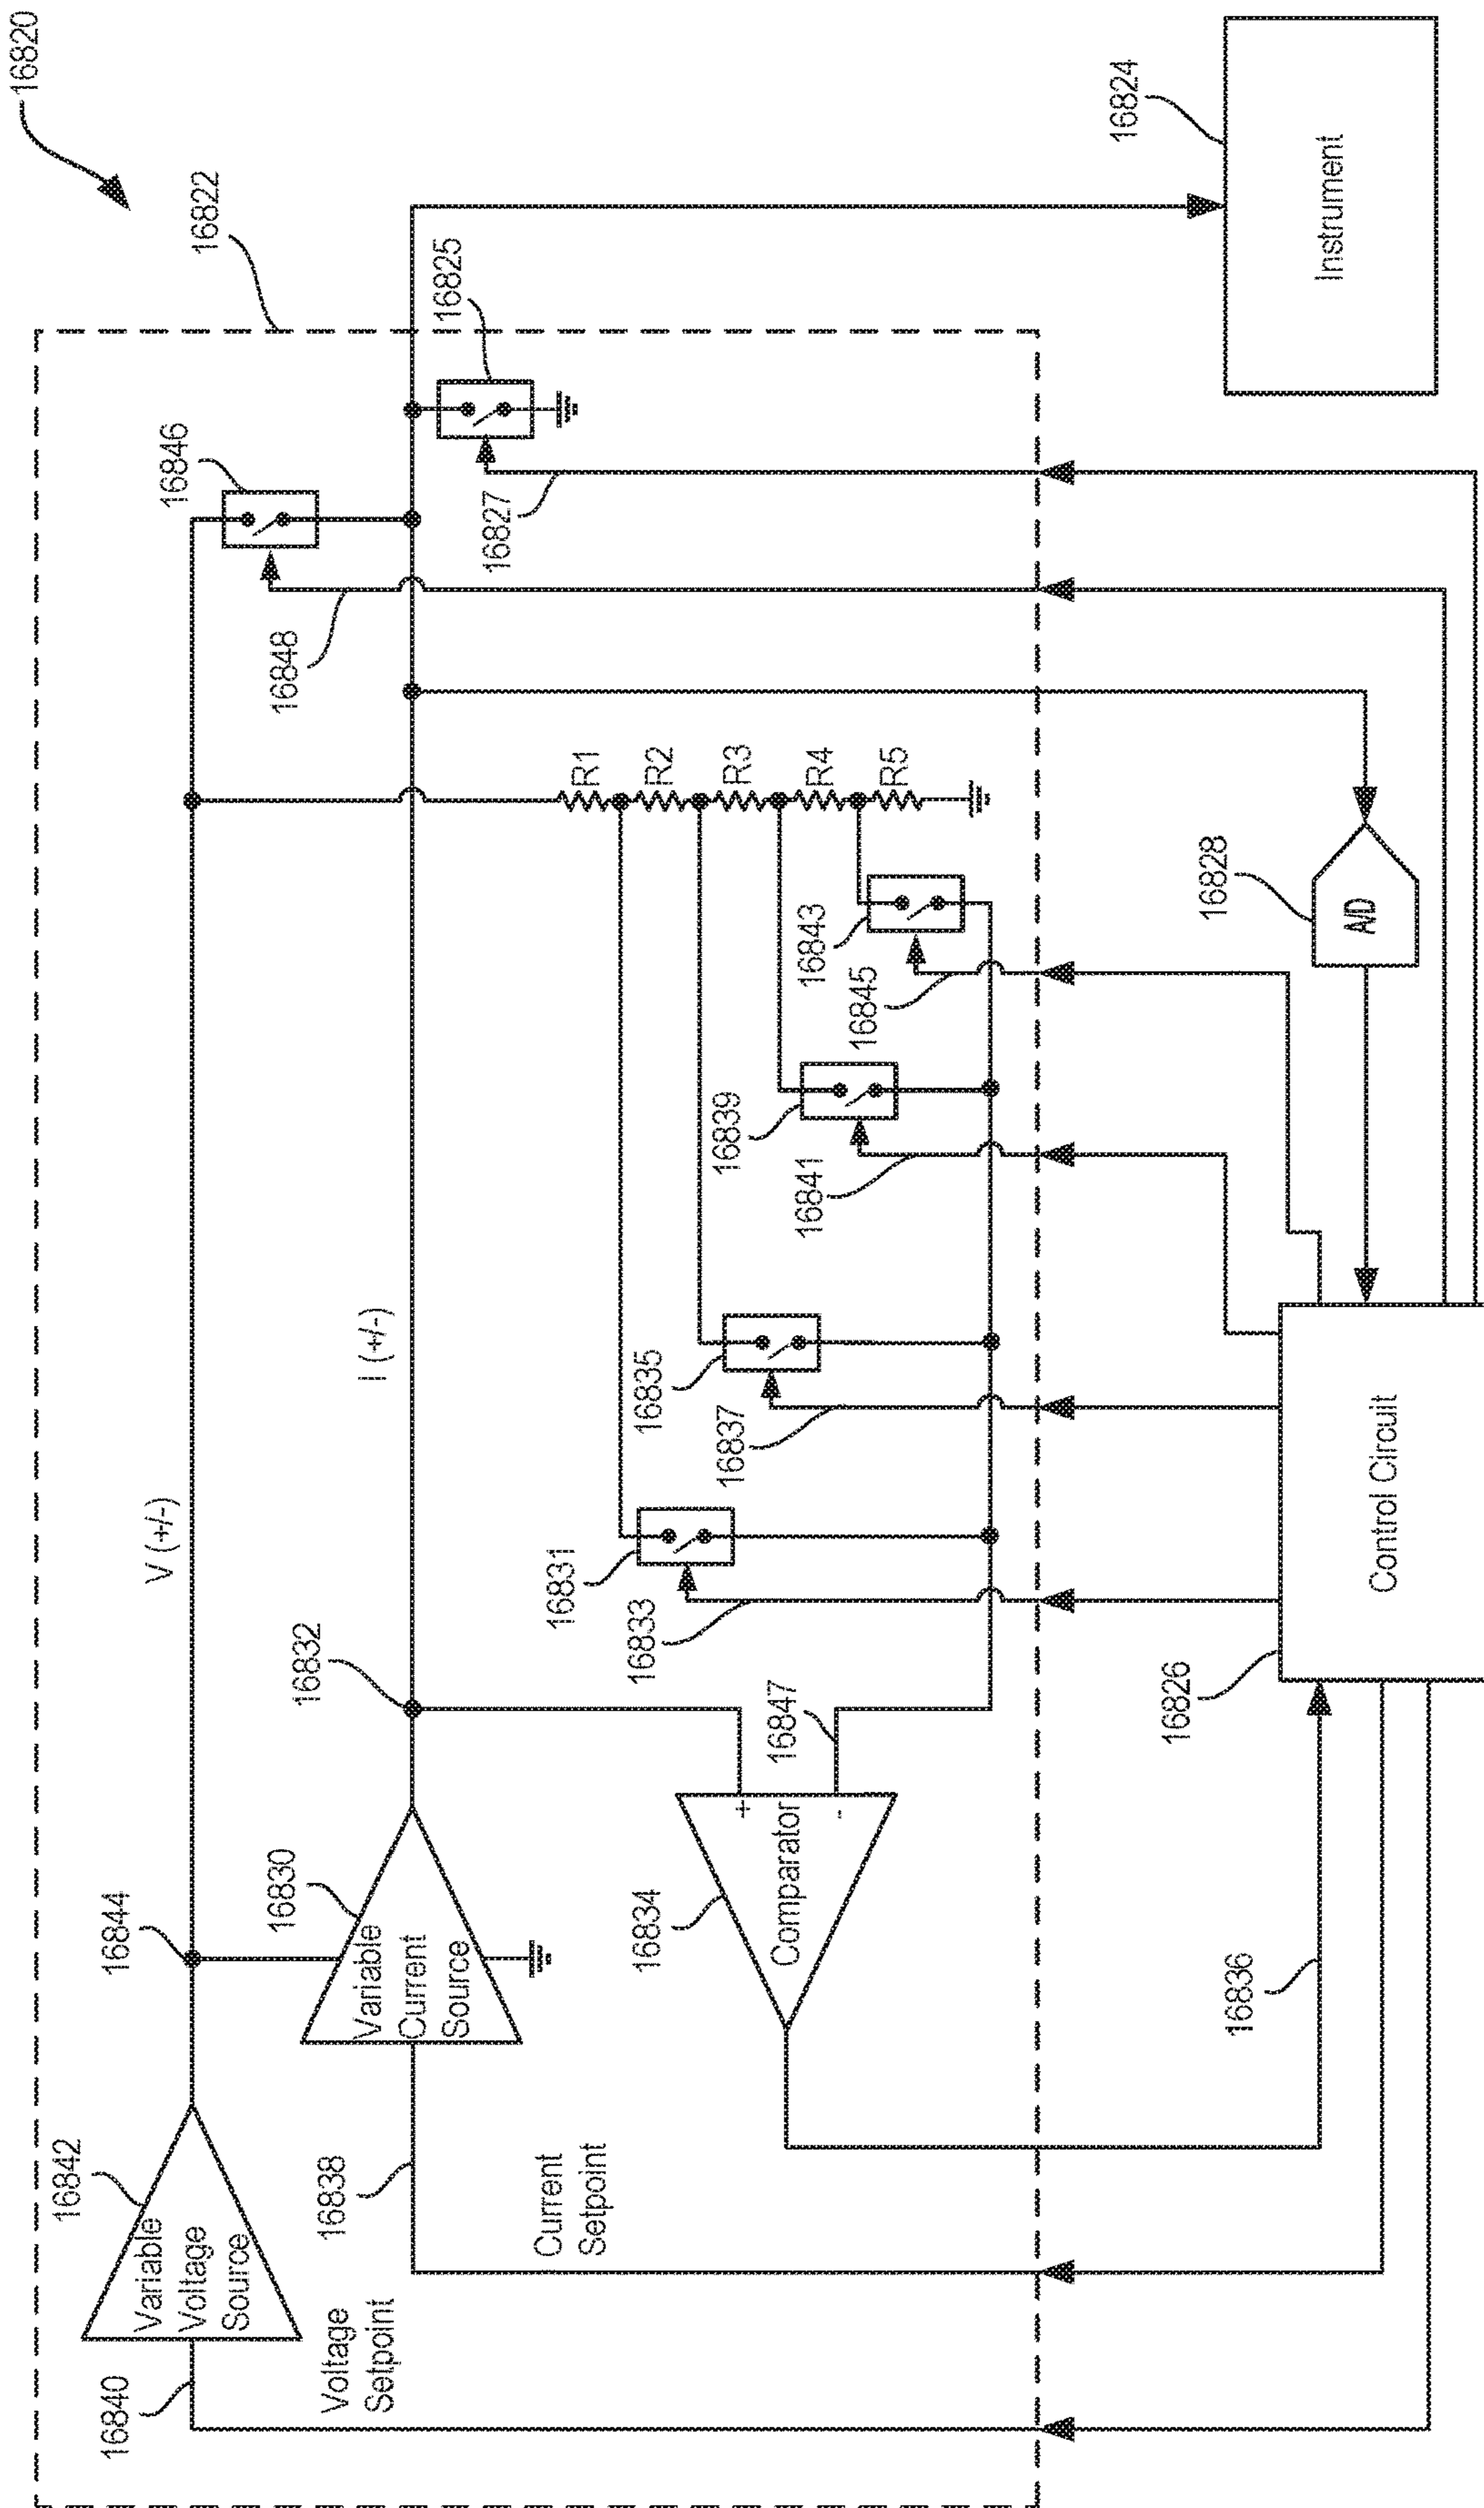 16820
16822
16846
16825
16848
16827
V (+/-)
I (+/-)
16844
16832
16842
Variable
Voltage
Source
16840
Voltage
Setpoint
16830
Variable
Current
Source
16838
Current
Setpoint
R1
R2
R3
R4
R5
16831
16833
16835
16837
16839
16841
16843
16845
16847
16834
Comparator
+
-
16836
16826
Control Circuit
16828
A/D
16824
Instrument